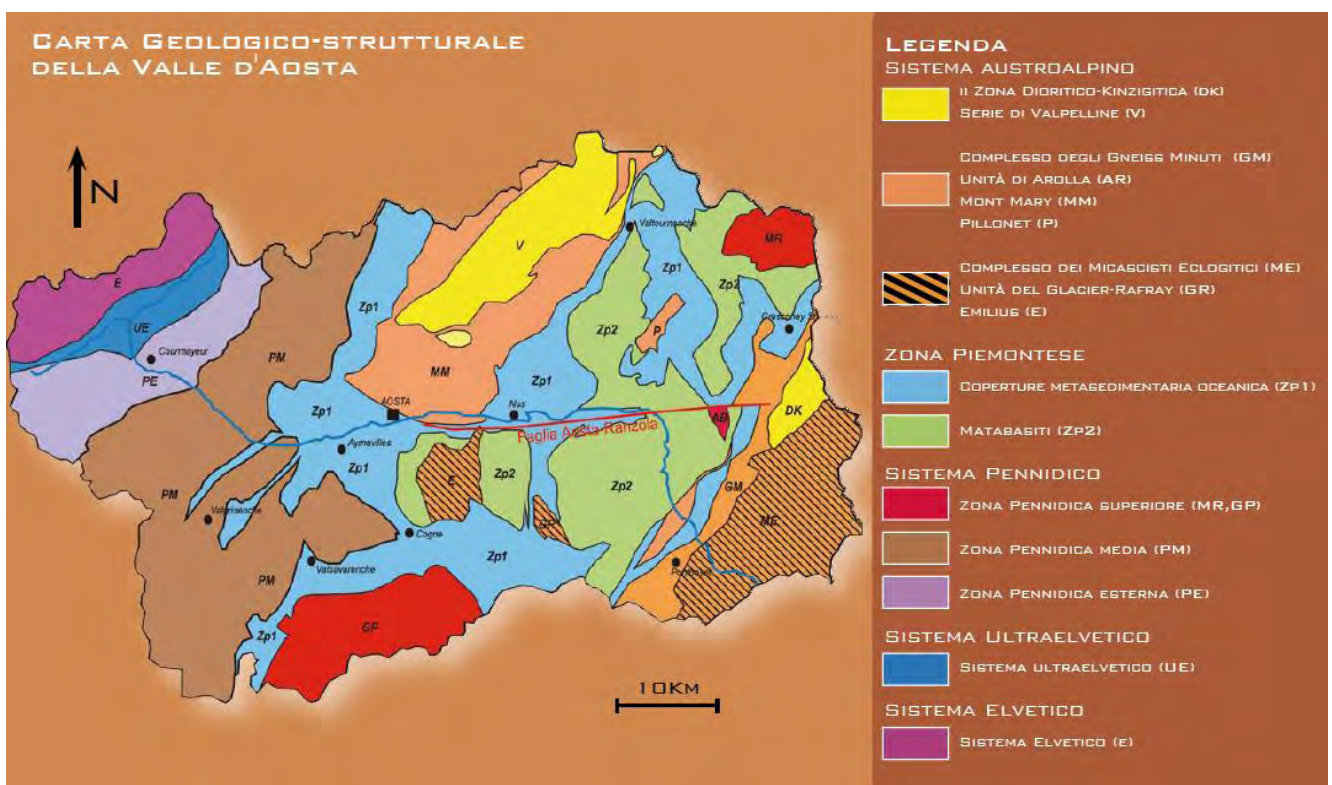 Carta Geologico-strutturale
della Valle d'Aosta
N
Legenda
Sistema austroalpino
II Zona Dioritico-Kinzigitica (DK)
Serie di Valpelline (V)
Complesso degli Gneiss Minuti (GM)
Unità di Arolla (AR)
Mont Mary (MM)
Pillonet (P)
Complesso dei Micascisti Eclogitici (ME)
Unità del Glacier-Rafray (GR)
Emilius (E)
Zona Piemontese
Coperture metagedimentaria oceanica (Zp1)
Matabasiti (Zp2)
Sistema Pennidico
Zona Pennidica superiore (MR,GP)
Zona Pennidica media (PM)
Zona Pennidica esterna (PE)
Sistema Ultraelvetico
Sistema ultraelvetico (UE)
Sistema Elvetico
Sistema Elvetico (E)
E
UE
Courmayeur
PE
PM
Zp1
V
MM
Valtournenche
Zp1
MR
Zp2
Zp2
P
Gressoney
AOSTA
Zp1
Nus
Zp1
Faglia Aosta-Ranzola
DK
Aymavilles
Zp1
E
Zp2
Zp2
GM
ME
PM
PM
Cogne
Zp1
PM
Valsavarenche
Zp1
GP
10Km